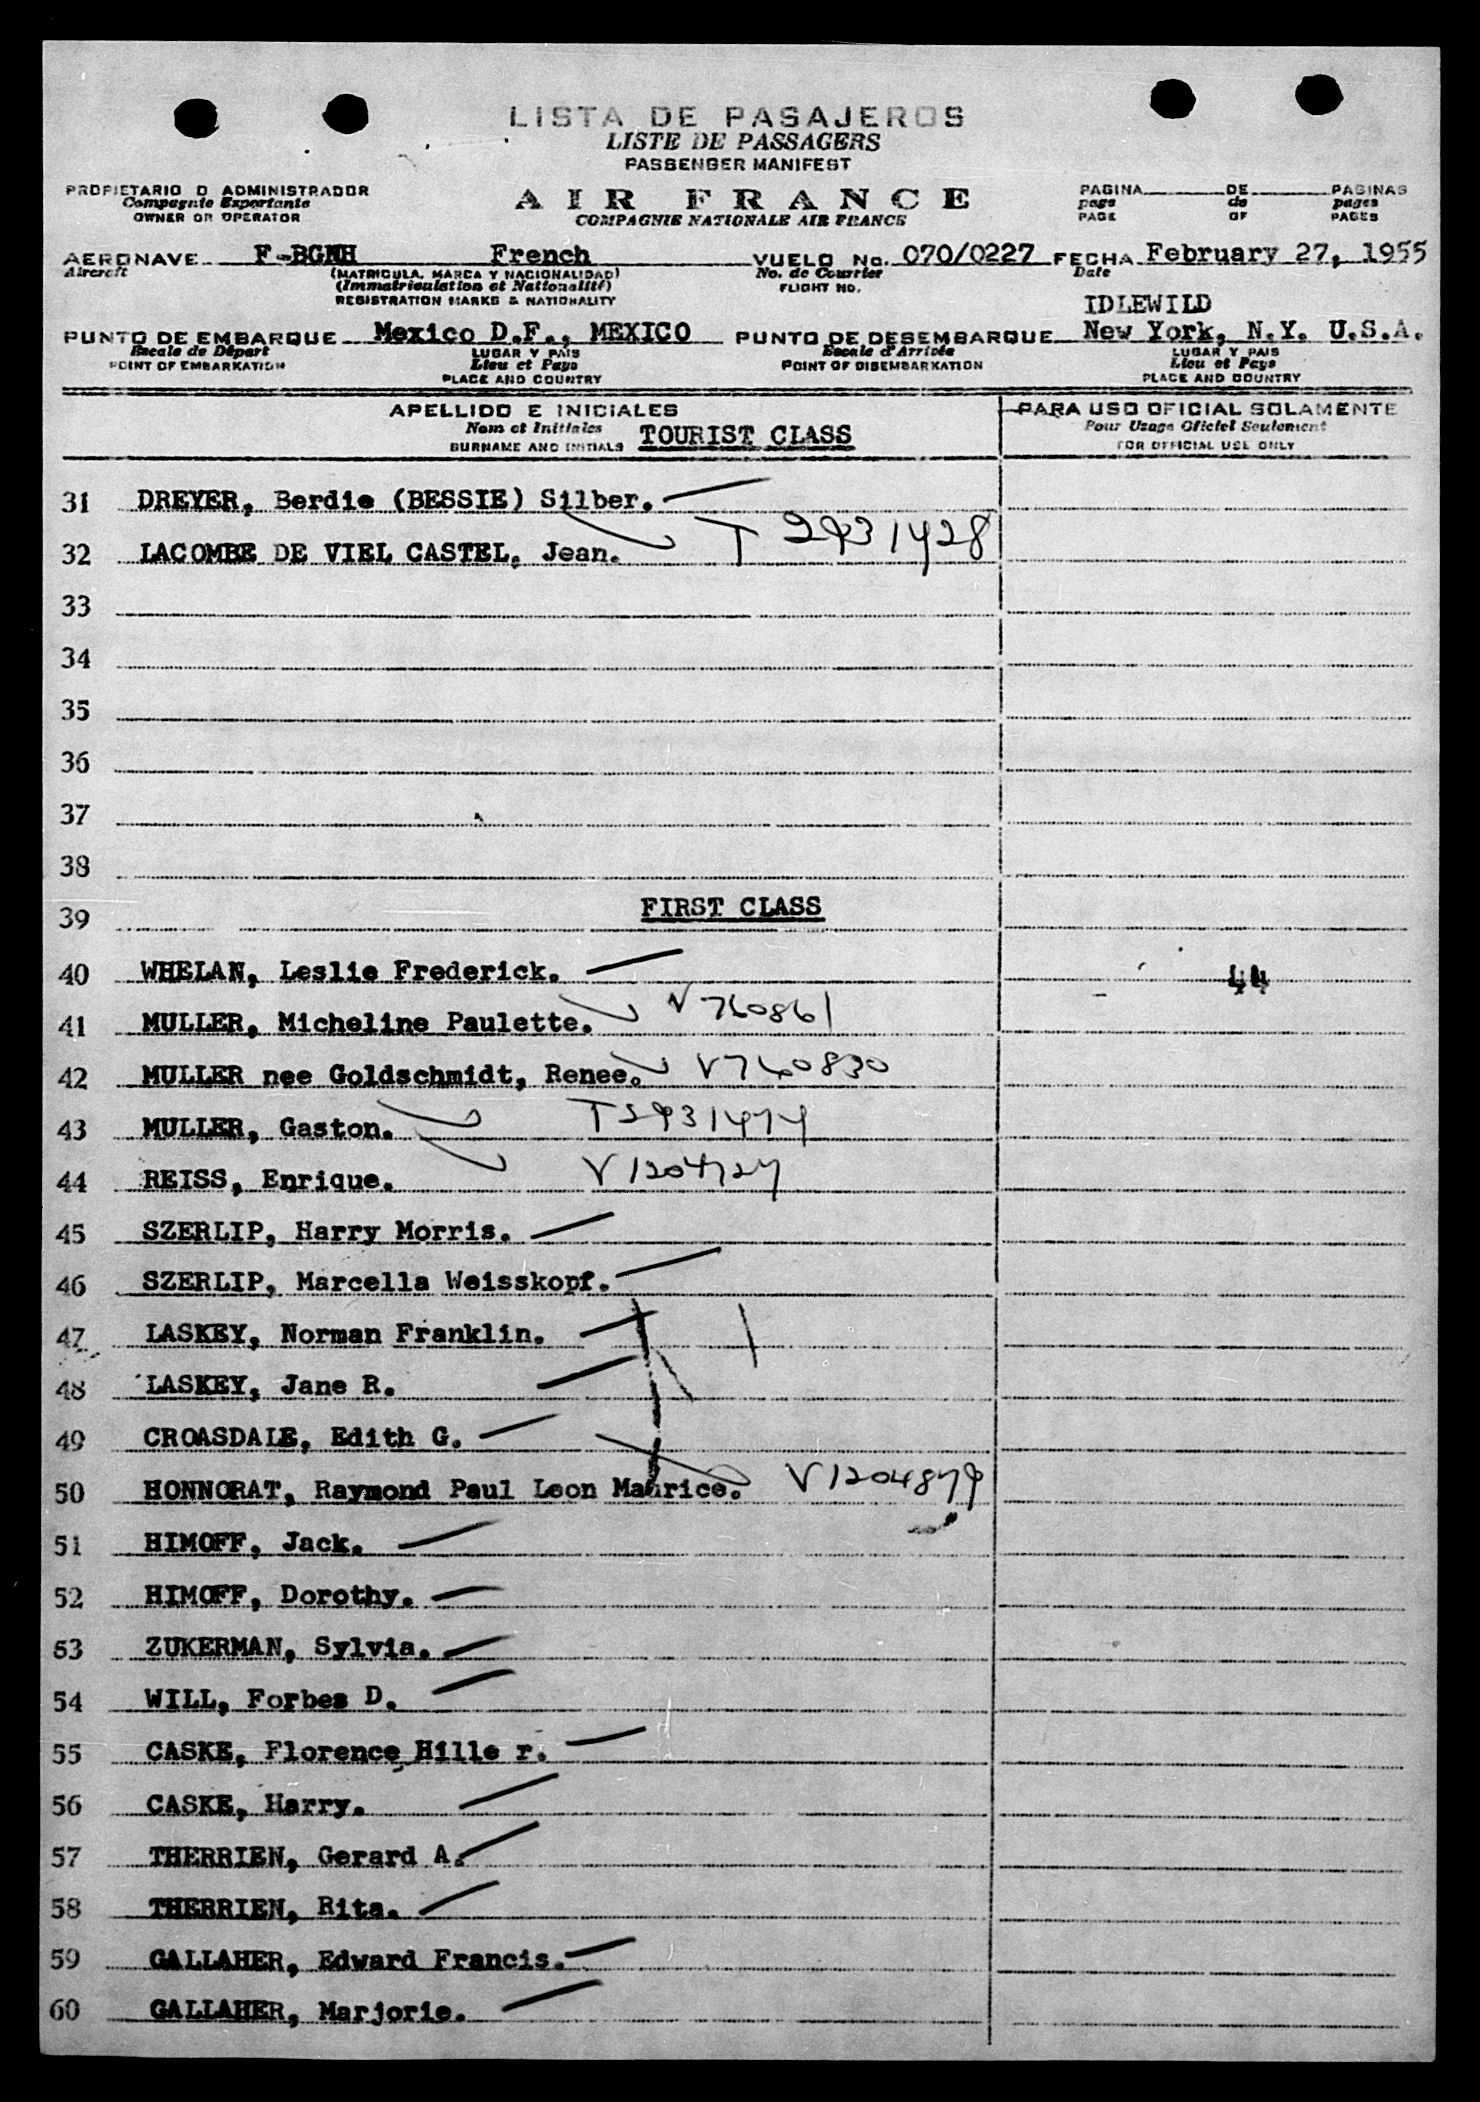 LISTA DE PASAJEROS
LISTE DE PASSAGERS
PASSENGER MANIFEST
PROPIETARIO O ADMINISTRADOR
Compagnie Exportante
OWNER OR OPERATOR
AIR FRANCE
COMPAGNIE NATIONALE AIR FRANCE
PAGINA DE PAGINAS
page de pages
PAGE OF PAGES
AERONAVE F-BGNH French VUELO No. 070/0227 FECHA February 27, 1955
Aircraft (MATRICULA, MARCA Y NACIONALIDAD) No. de Courrier Date
(Immatriculation et Nationalité) FLIGHT NO.
REGISTRATION MARKS & NATIONALITY
IDLEWILD
PUNTO DE EMBARQUE Mexico D.F., MEXICO PUNTO DE DESEMBARQUE New York, N.Y. U.S.A.
Escale de Départ LUGAR Y PAIS Escale d'Arrivée LUGAR Y PAIS
POINT OF EMBARKATION Lieu et Pays POINT OF DISEMBARKATION Lieu et Pays
PLACE AND COUNTRY PLACE AND COUNTRY
APELLIDO E INICIALES PARA USO OFICIAL SOLAMENTE
Nom et Initiales TOURIST CLASS Pour Usage Officiel Seulement
SURNAME AND INITIALS FOR OFFICIAL USE ONLY
31 DREYER, Berdie (BESSIE) Silber.
32 LACOMBE DE VIEL CASTEL, Jean. T 2931428
33
34
35
36
37
38
39 FIRST CLASS
40 WHELAN, Leslie Frederick. 44
41 MULLER, Micheline Paulette. V760861
42 MULLER nee Goldschmidt, Renee. V760830
43 MULLER, Gaston. T2931474
44 REISS, Enrique. V1204727
45 SZERLIP, Harry Morris.
46 SZERLIP, Marcella Weisskopf.
47 LASKEY, Norman Franklin.
48 LASKEY, Jane R.
49 CROASDALE, Edith G.
50 HONNORAT, Raymond Paul Leon Maurice. V1204879
51 HIMOFF, Jack.
52 HIMOFF, Dorothy.
53 ZUKERMAN, Sylvia.
54 WILL, Forbes D.
55 CASKE, Florence Hille r.
56 CASKE, Harry.
57 THERRIEN, Gerard A.
58 THERRIEN, Rita.
59 GALLAHER, Edward Francis.
60 GALLAHER, Marjorie.